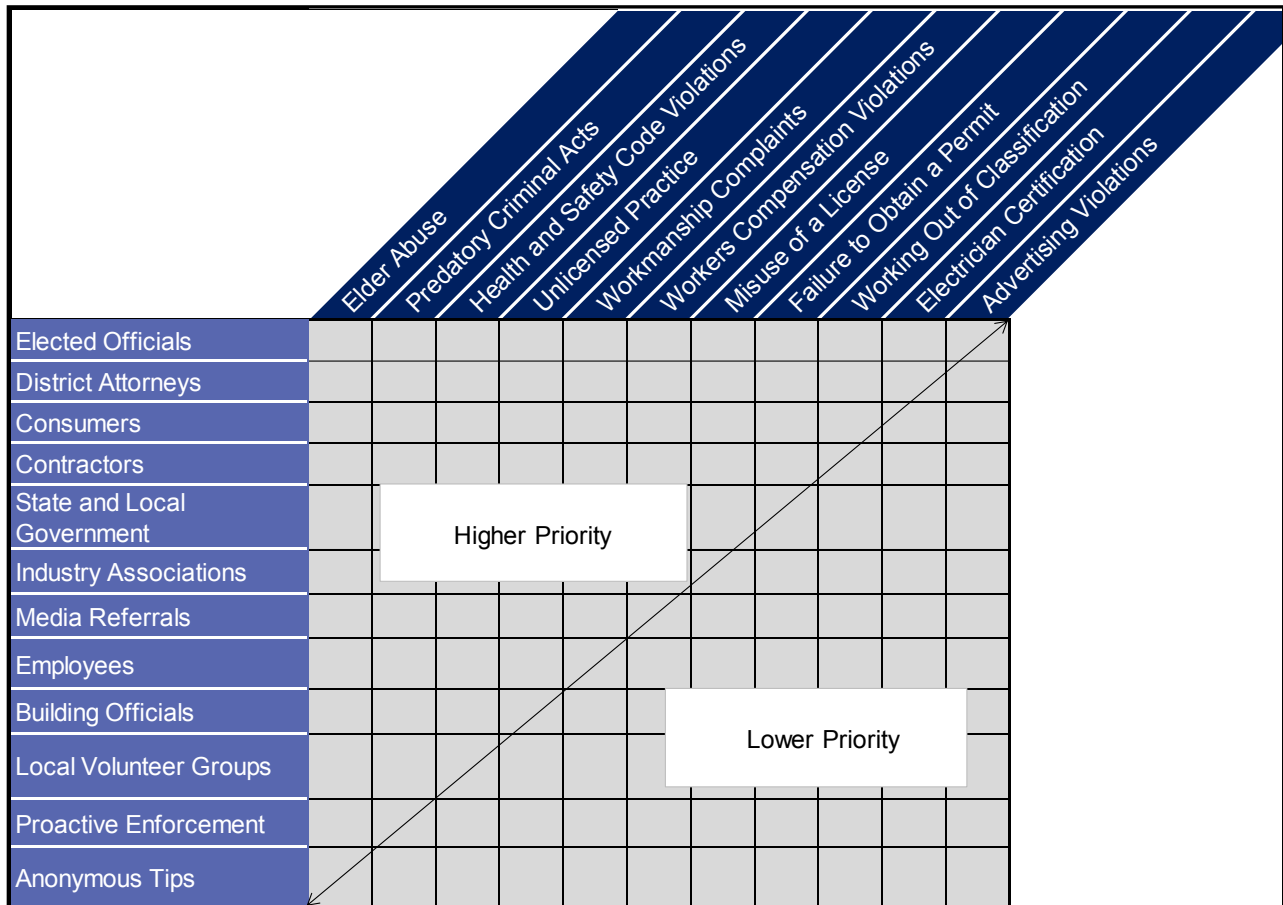 Elder Abuse
Predatory Criminal Acts
Health and Safety Code Violations
Unlicensed Practice
Workmanship Complaints
Workers Compensation Violations
Misuse of a License
Failure to Obtain a Permit
Working Out of Classification
Electrician Certification
Advertising Violations
Elected Officials
District Attorneys
Consumers
Contractors
State and Local
Government
Higher Priority
Industry Associations
Media Referrals
Employees
Building Officials
Lower Priority
Local Volunteer Groups
Proactive Enforcement
Anonymous Tips